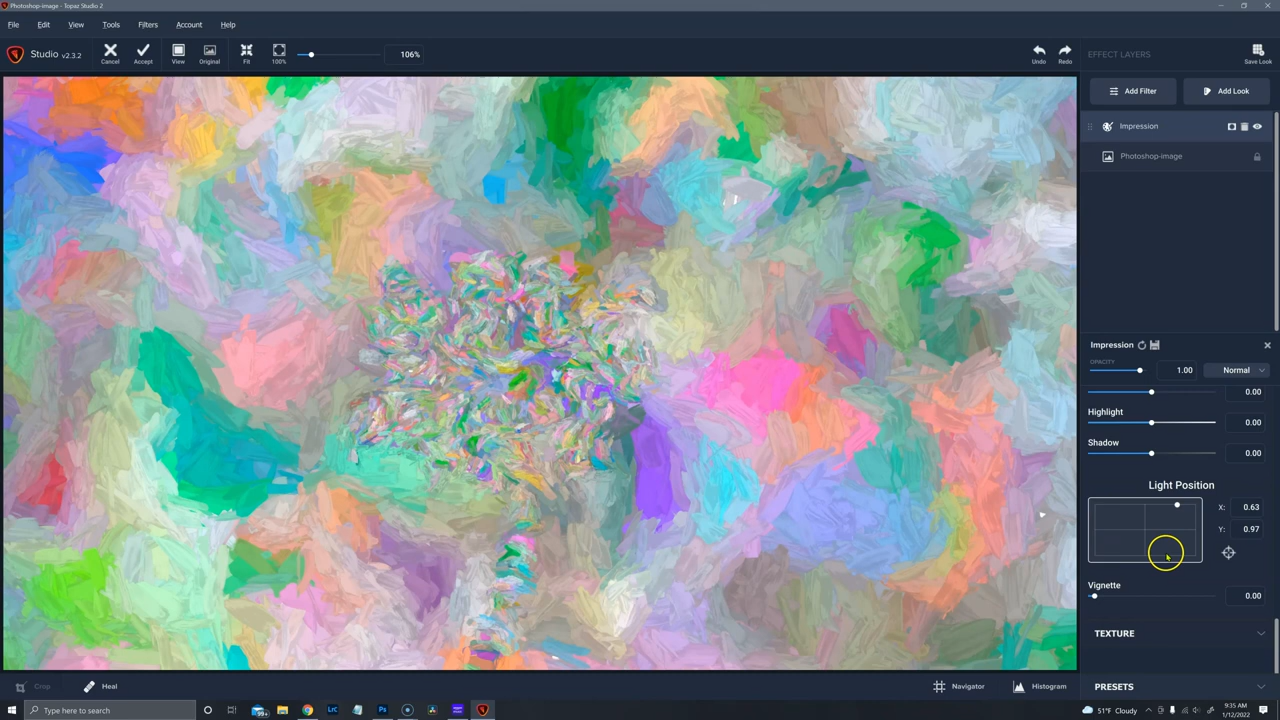 Photoshop-image - Topaz Studio 2
File Edit View Tools Filters Account Help
Studio v2.3.2 Cancel Accept View Original Fit 100% 106% Undo Redo
EFFECT LAYERS Save Look
Add Filter Add Look
Impression
Photoshop-image
Impression
OPACITY 1.00 Normal
0.00
Highlight 0.00
Shadow 0.00
Light Position
X: 0.63
Y: 0.97
Vignette 0.00
TEXTURE
PRESETS
Crop Heal Navigator Histogram
Type here to search
99+ LrC Ps
51°F Cloudy
9:35 AM
1/12/2022